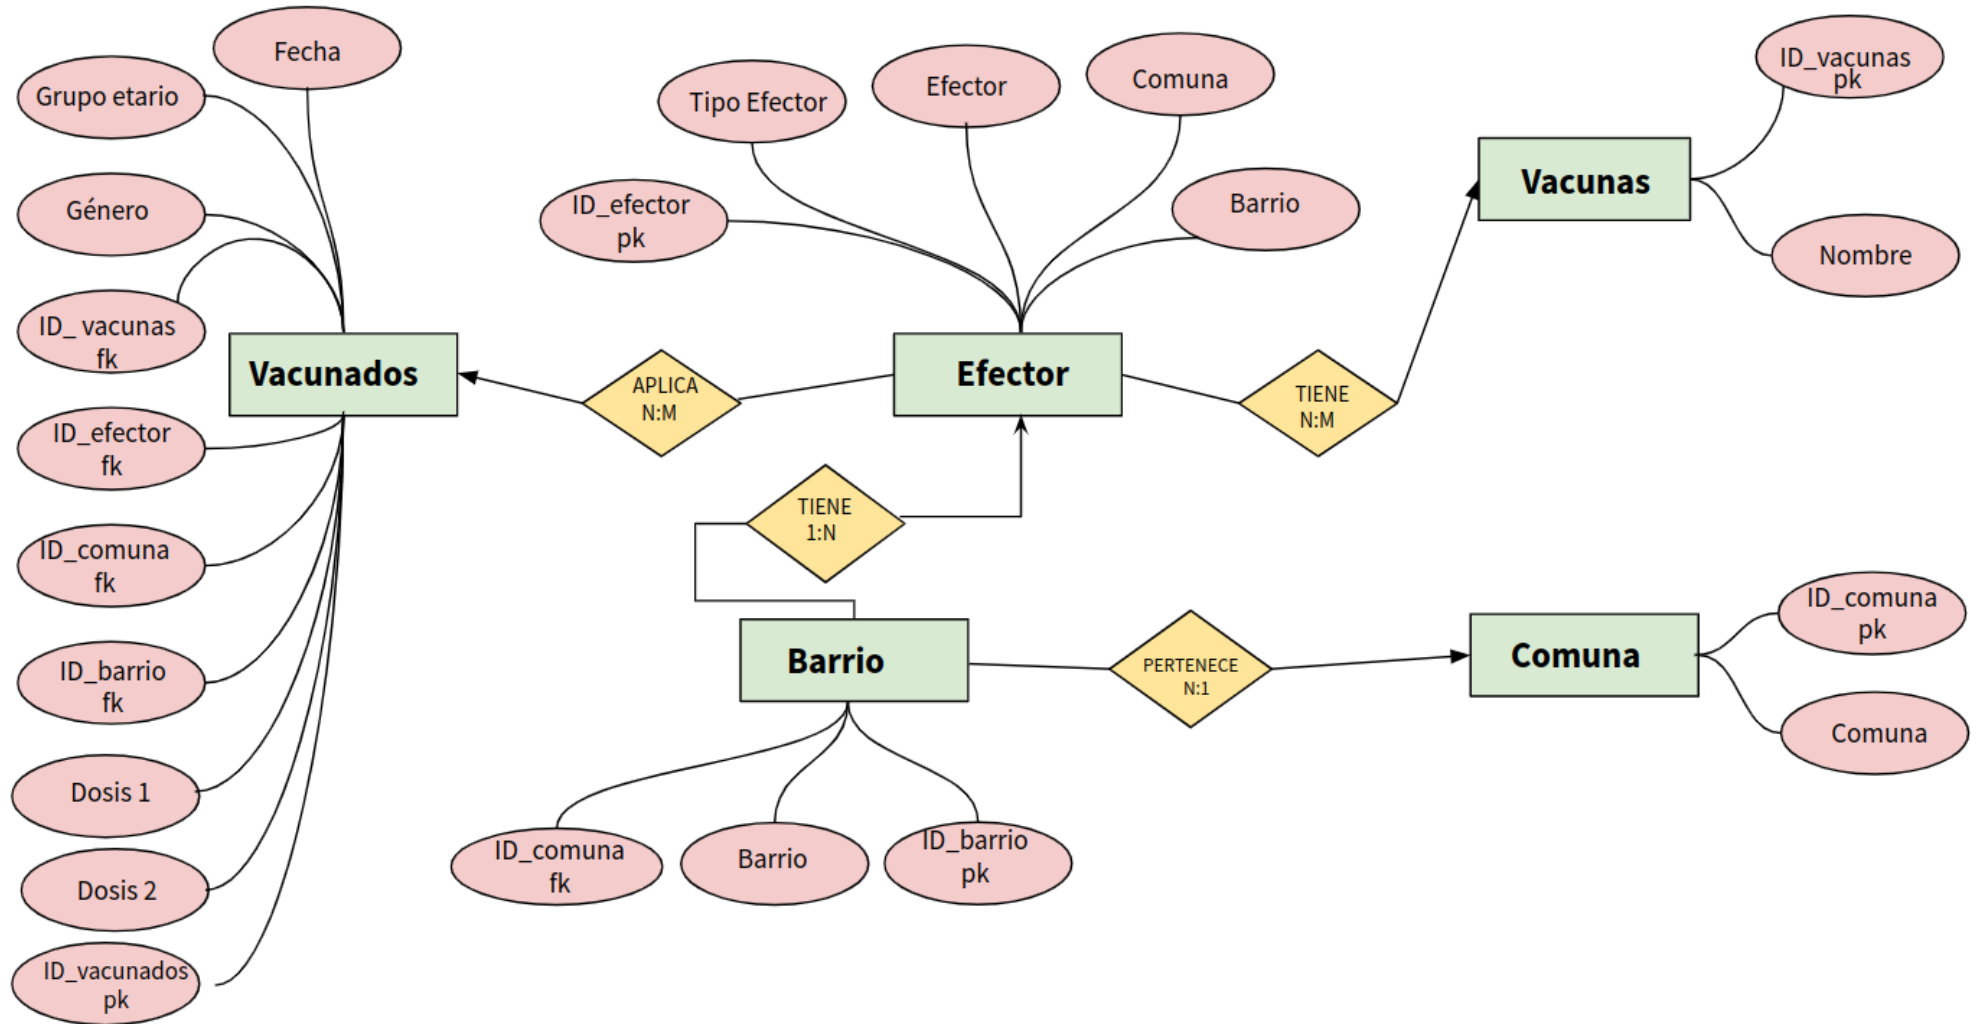 Fecha
Grupo etario
Género
ID_ vacunas
fk
ID_efector
fk
ID_comuna
fk
ID_barrio
fk
Dosis 1
Dosis 2
ID_vacunados
pk
Vacunados
APLICA
N:M
ID_efector
pk
Tipo Efector
Efector
Comuna
Barrio
Efector
TIENE
N:M
ID_vacunas
pk
Vacunas
Nombre
TIENE
1:N
Barrio
PERTENECE
N:1
Comuna
ID_comuna
pk
Comuna
ID_comuna
fk
Barrio
ID_barrio
pk